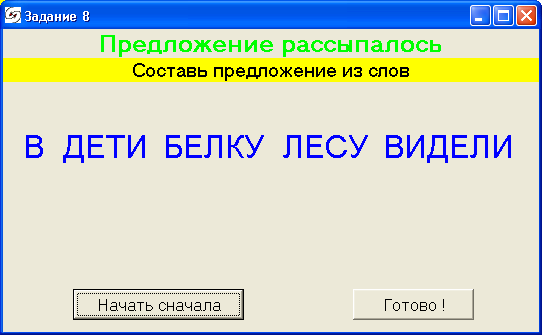 Задание 8
Предложение рассыпалось
Составь предложение из слов
В ДЕТИ БЕЛКУ ЛЕСУ ВИДЕЛИ
Начать сначала Готово !